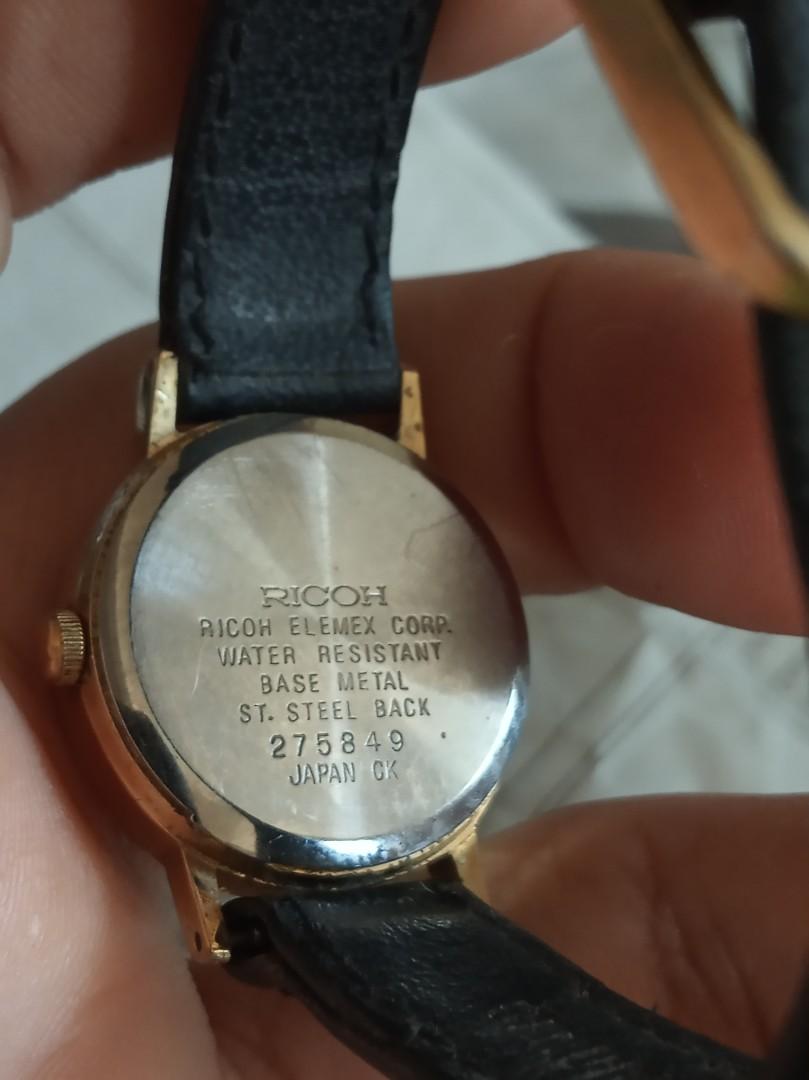 RICOH
RICOH ELEMEX CORP.
WATER RESISTANT
BASE METAL
ST. STEEL BACK
275849
JAPAN CK